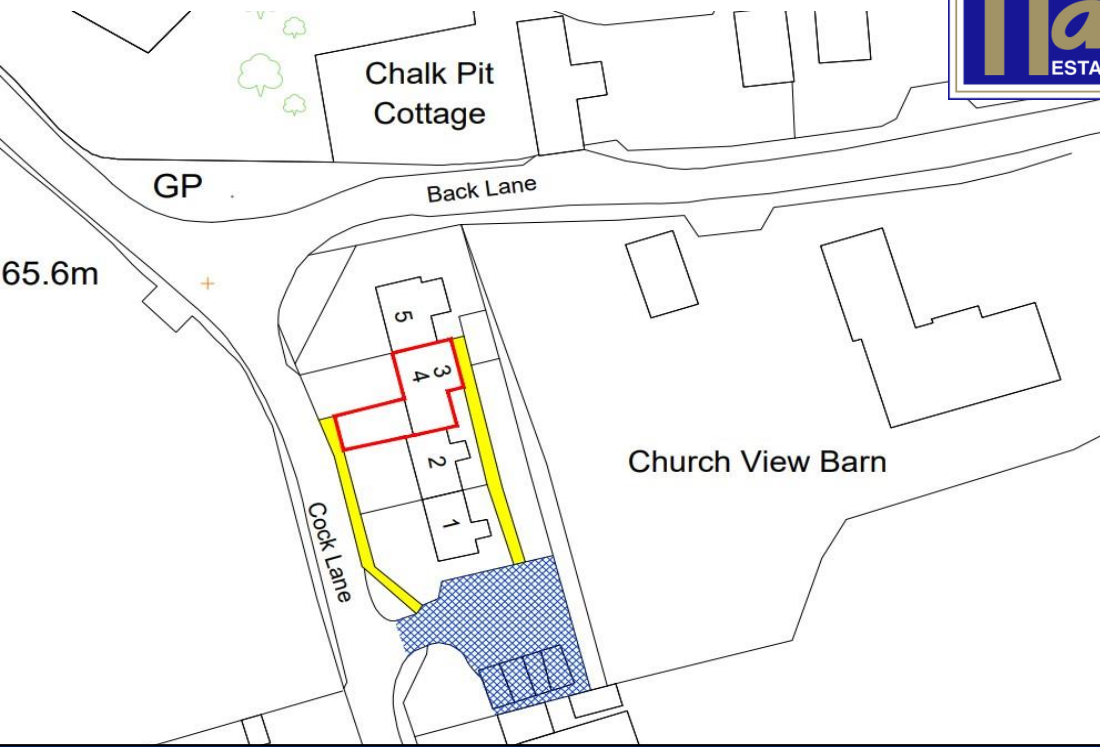 ESTA
Chalk Pit
Cottage
GP
Back Lane
65.6m
5
3
4
2
1
Church View Barn
Cock Lane